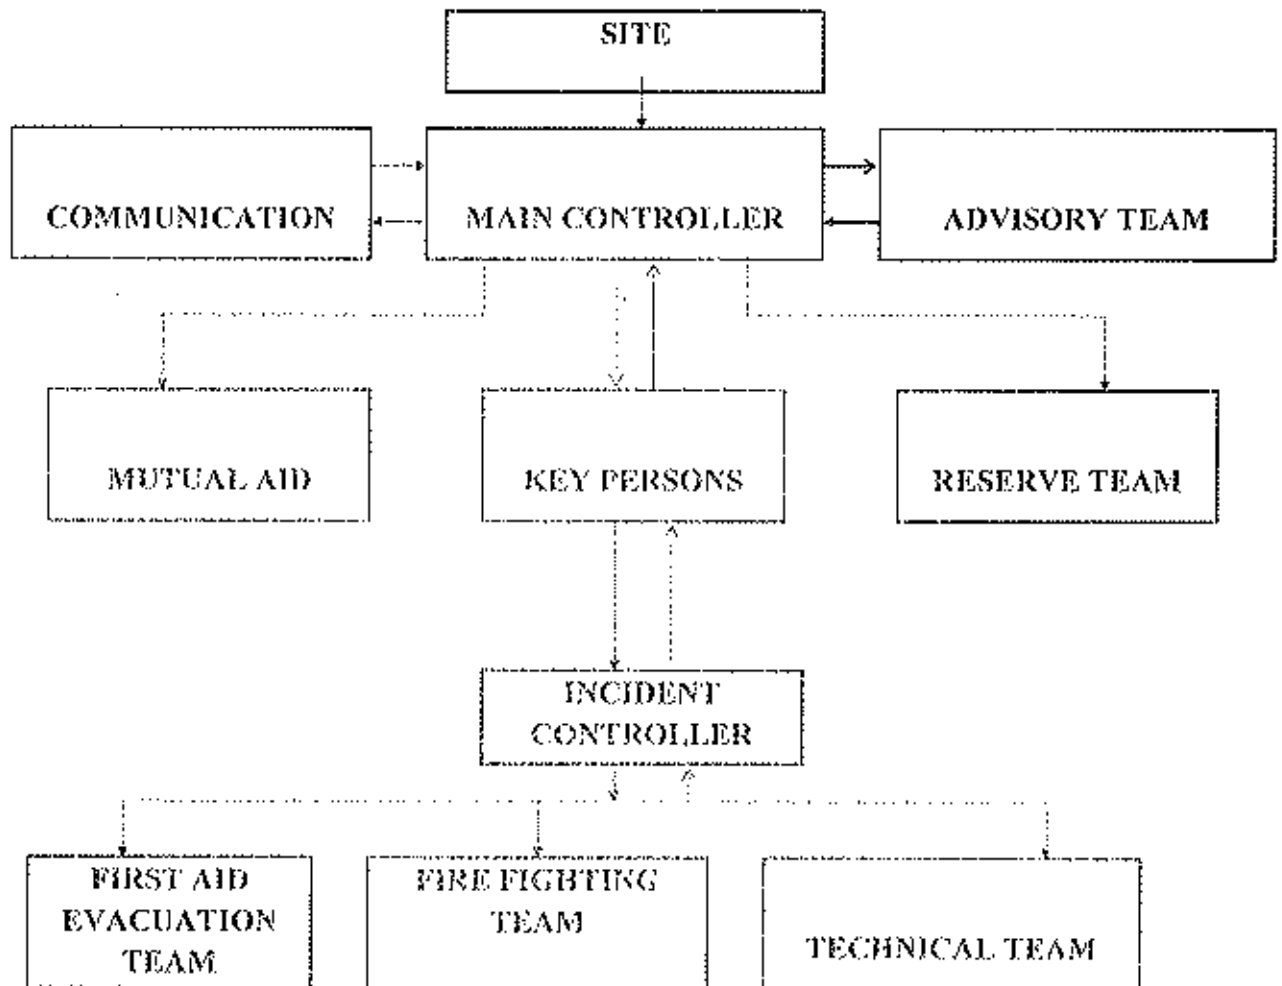 SITE
COMMUNICATION
MAIN CONTROLLER
ADVISORY TEAM
MUTUAL AID
KEY PERSONS
RESERVE TEAM
INCIDENT
CONTROLLER
FIRST AID
EVACUATION
TEAM
FIRE FIGHTING
TEAM
TECHNICAL TEAM